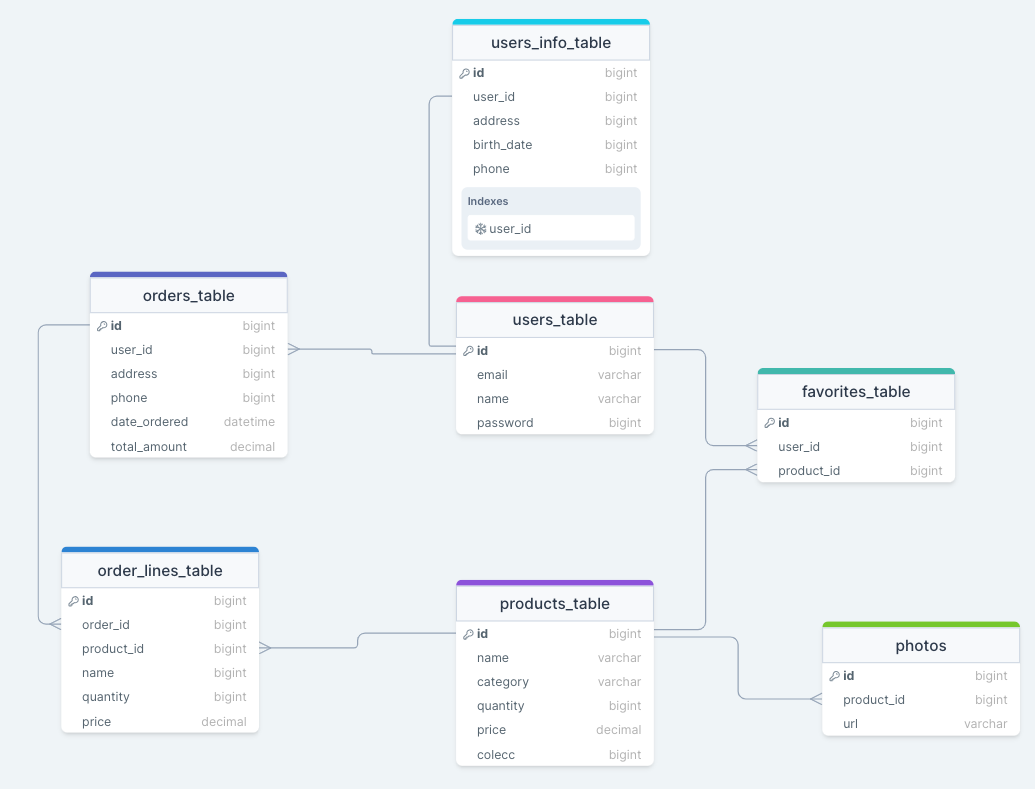 users_info_table
id bigint
user_id bigint
address bigint
birth_date bigint
phone bigint
Indexes
user_id
orders_table
id bigint
user_id bigint
address bigint
phone bigint
date_ordered datetime
total_amount decimal
users_table
id bigint
email varchar
name varchar
password bigint
favorites_table
id bigint
user_id bigint
product_id bigint
order_lines_table
id bigint
order_id bigint
product_id bigint
name bigint
quantity bigint
price decimal
products_table
id bigint
name varchar
category varchar
quantity bigint
price decimal
colecc bigint
photos
id bigint
product_id bigint
url varchar